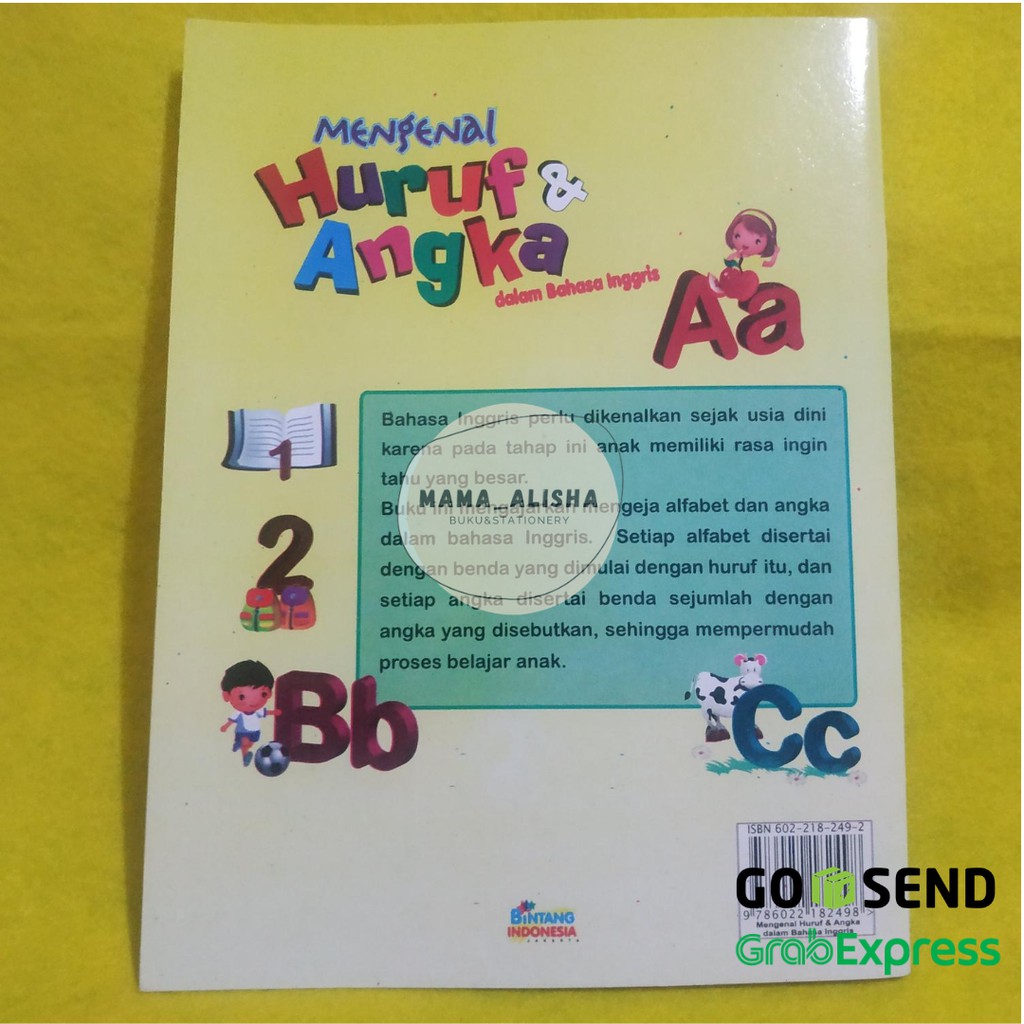 Mengenal
Huruf &
Angka
dalam Bahasa Inggris
Aa
1
Bahasa Inggris perlu dikenalkan sejak usia dini
karena pada tahap ini anak memiliki rasa ingin
tahu yang besar.
MAMA_ALISHA
BUKU&STATIONERY
Buku ini mengajarkan mengeja alfabet dan angka
dalam bahasa Inggris. Setiap alfabet disertai
dengan benda yang dimulai dengan huruf itu, dan
setiap angka disertai benda sejumlah dengan
angka yang disebutkan, sehingga mempermudah
proses belajar anak.
2
Bb
Cc
ISBN 602-218-249-2
GO SEND
9 786022 182498 >
Mengenal Huruf & Angka
dalam Bahasa Inggris
GrabExpress
BINTANG
INDONESIA
JAKARTA